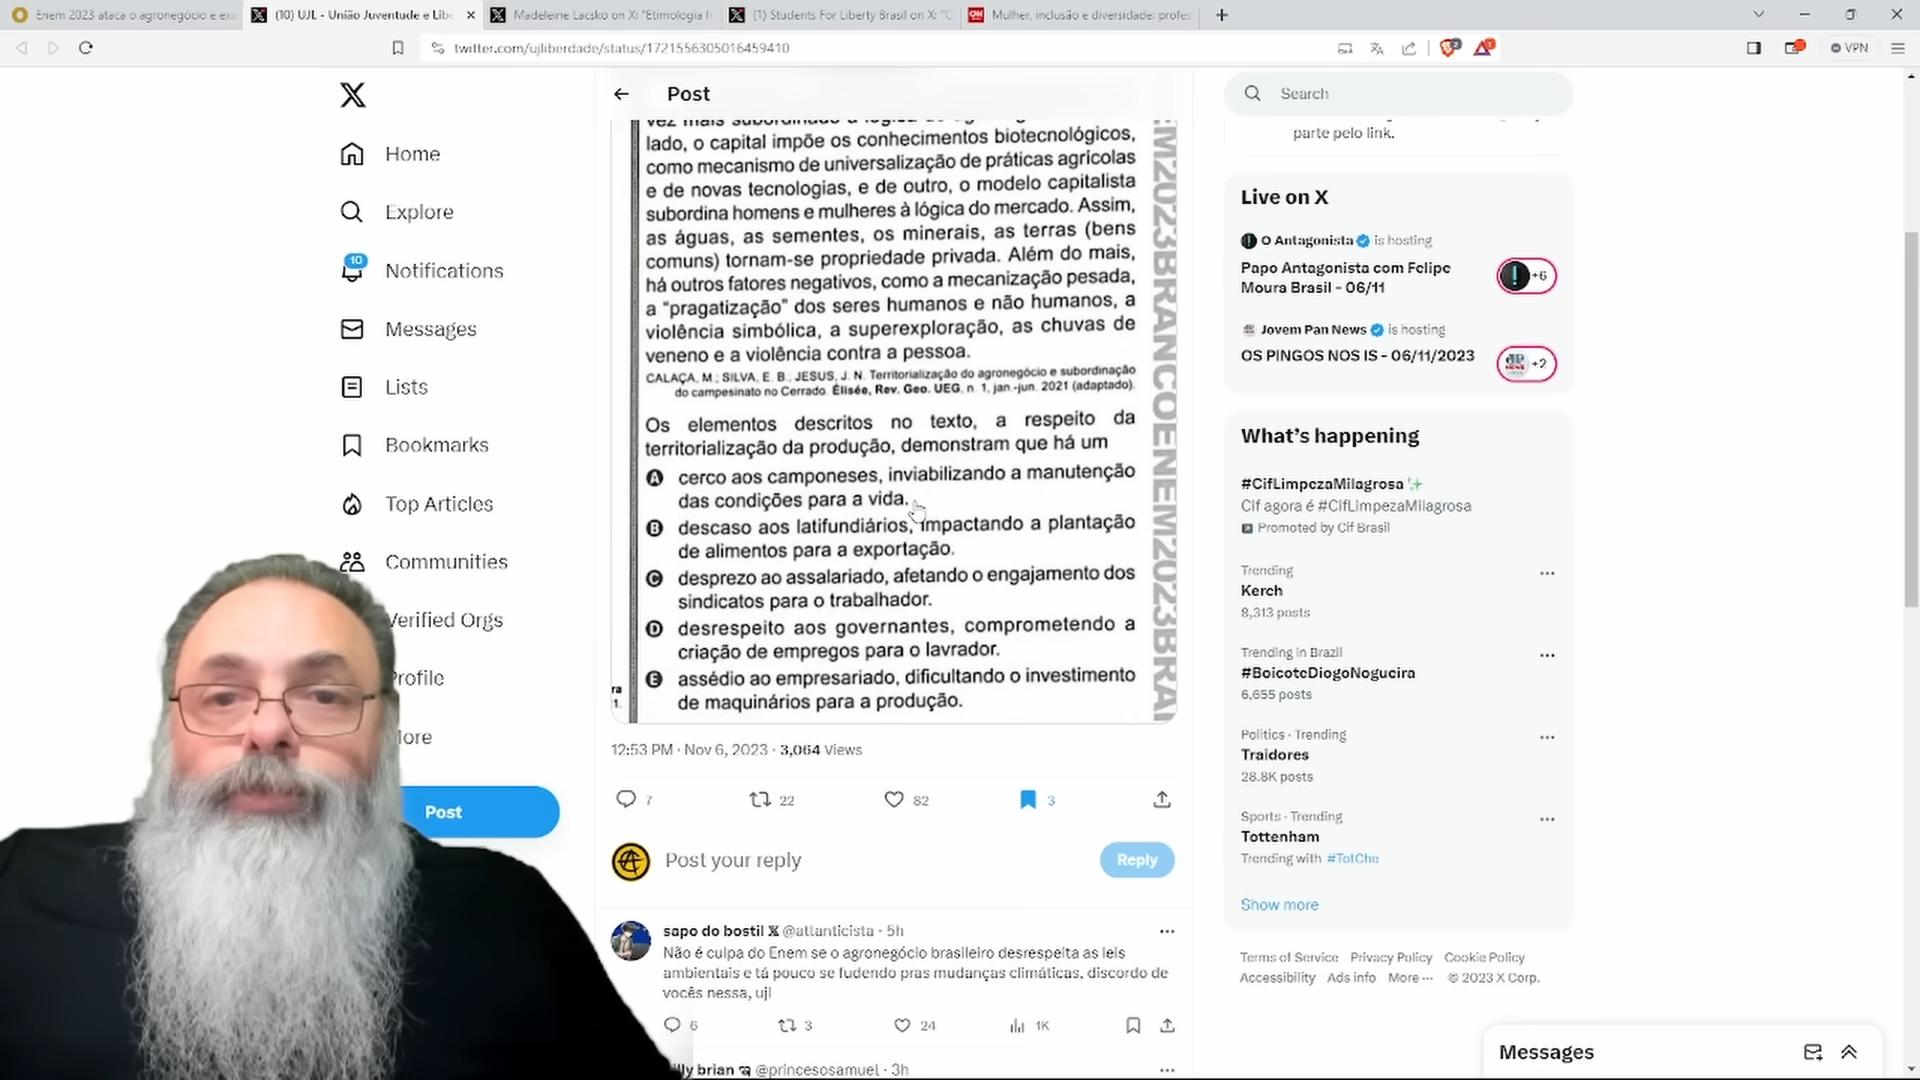 Enem 2023 ataca o agronegócio e exa
(10) UJL - União Juventude e Libe
Madeleine Lacsko on X: "Etimologia fr
(1) Students For Liberty Brasil on X: "C
Mulher, inclusão e diversidade: profes
twitter.com/ujliberdade/status/1721556305016459410
VPN
Home
Explore
10
Notifications
Messages
Lists
Bookmarks
Top Articles
Communities
Verified Orgs
Profile
More
Post
Post
lado, o capital impõe os conhecimentos biotecnológicos,
como mecanismo de universalização de práticas agrícolas
e de novas tecnologias, e de outro, o modelo capitalista
subordina homens e mulheres à lógica do mercado. Assim,
as águas, as sementes, os minerais, as terras (bens
comuns) tornam-se propriedade privada. Além do mais,
há outros fatores negativos, como a mecanização pesada,
a “pragatização” dos seres humanos e não humanos, a
violência simbólica, a superexploração, as chuvas de
veneno e a violência contra a pessoa.
CALAÇA, M.; SILVA, E. B.; JESUS, J. N. Territorialização do agronegócio e subordinação
do campesinato no Cerrado. Élisée, Rev. Geo. UEG, n. 1, jan.-jun. 2021 (adaptado).
Os elementos descritos no texto, a respeito da
territorialização da produção, demonstram que há um
A cerco aos camponeses, inviabilizando a manutenção
das condições para a vida.
B descaso aos latifundiários, impactando a plantação
de alimentos para a exportação.
C desprezo ao assalariado, afetando o engajamento dos
sindicatos para o trabalhador.
D desrespeito aos governantes, comprometendo a
criação de empregos para o lavrador.
E assédio ao empresariado, dificultando o investimento
de maquinários para a produção.
ra
1.
EM2023BRANCOENEM2023BRA
12:53 PM · Nov 6, 2023 · 3,064 Views
7 22 82 3
Post your reply
Reply
sapo do bostil @atlanticista · 5h
Não é culpa do Enem se o agronegócio brasileiro desrespeita as leis
ambientais e tá pouco se fudendo pras mudanças climáticas, discordo de
vocês nessa, ujl
6 3 24 1K
lly brian @princesosamuel · 3h
Search
parte pelo link.
Live on X
O Antagonista is hosting
Papo Antagonista com Felipe
Moura Brasil - 06/11
+6
Jovem Pan News is hosting
OS PINGOS NOS IS - 06/11/2023
+2
What’s happening
#CifLimpezaMilagrosa
Cif agora é #CifLimpezaMilagrosa
Promoted by Cif Brasil
Trending
Kerch
8,313 posts
Trending in Brazil
#BoicoteDiogoNogueira
6,655 posts
Politics · Trending
Traidores
28.8K posts
Sports · Trending
Tottenham
Trending with #TotChe
Show more
Terms of Service Privacy Policy Cookie Policy
Accessibility Ads info More ··· © 2023 X Corp.
Messages